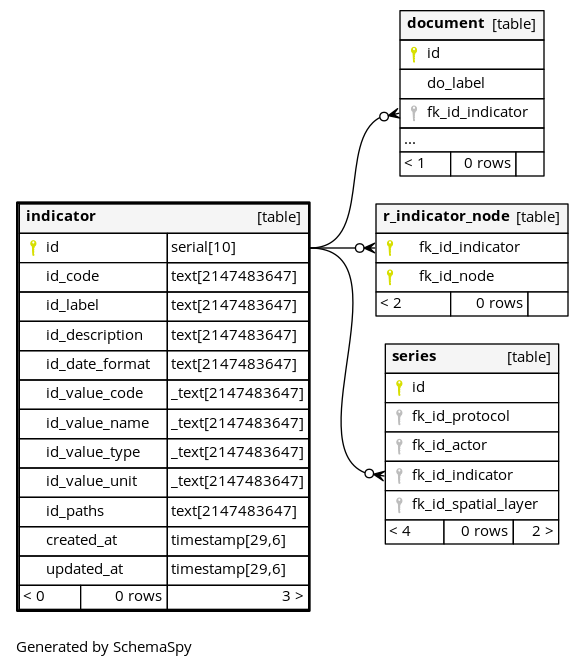 document [table]
id
do_label
fk_id_indicator
...
< 1 0 rows
indicator [table]
id serial[10]
id_code text[2147483647]
id_label text[2147483647]
id_description text[2147483647]
id_date_format text[2147483647]
id_value_code _text[2147483647]
id_value_name _text[2147483647]
id_value_type _text[2147483647]
id_value_unit _text[2147483647]
id_paths text[2147483647]
created_at timestamp[29,6]
updated_at timestamp[29,6]
< 0 0 rows 3 >
r_indicator_node [table]
fk_id_indicator
fk_id_node
< 2 0 rows
series [table]
id
fk_id_protocol
fk_id_actor
fk_id_indicator
fk_id_spatial_layer
< 4 0 rows 2 >
Generated by SchemaSpy